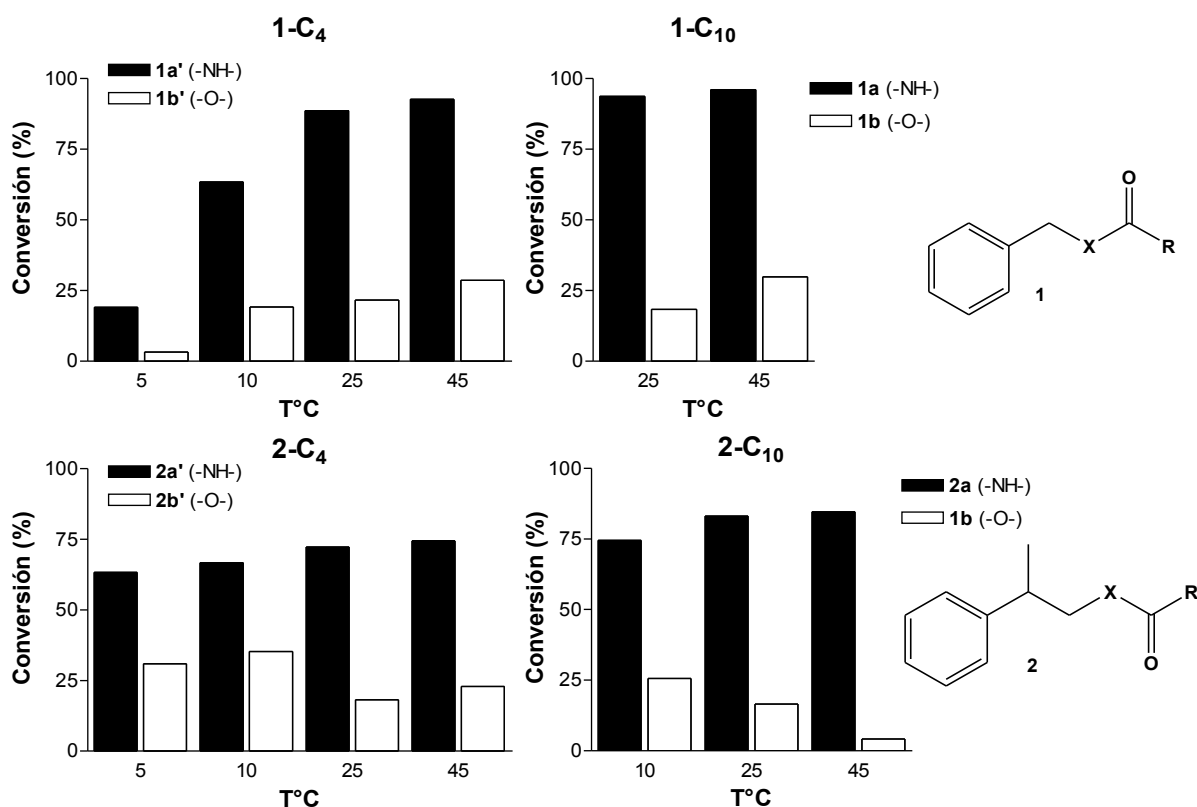 1-C4
1a' (-NH-)
1b' (-O-)
Conversión (%)
100
75
50
25
0
5 10 25 45
T°C
1-C10
1a (-NH-)
1b (-O-)
Conversión (%)
100
75
50
25
0
25 45
T°C
O
X R
1
2-C4
2a' (-NH-)
2b' (-O-)
Conversión (%)
100
75
50
25
0
5 10 25 45
T°C
2-C10
2a (-NH-)
1b (-O-)
Conversión (%)
100
75
50
25
0
10 25 45
T°C
X R
O
2